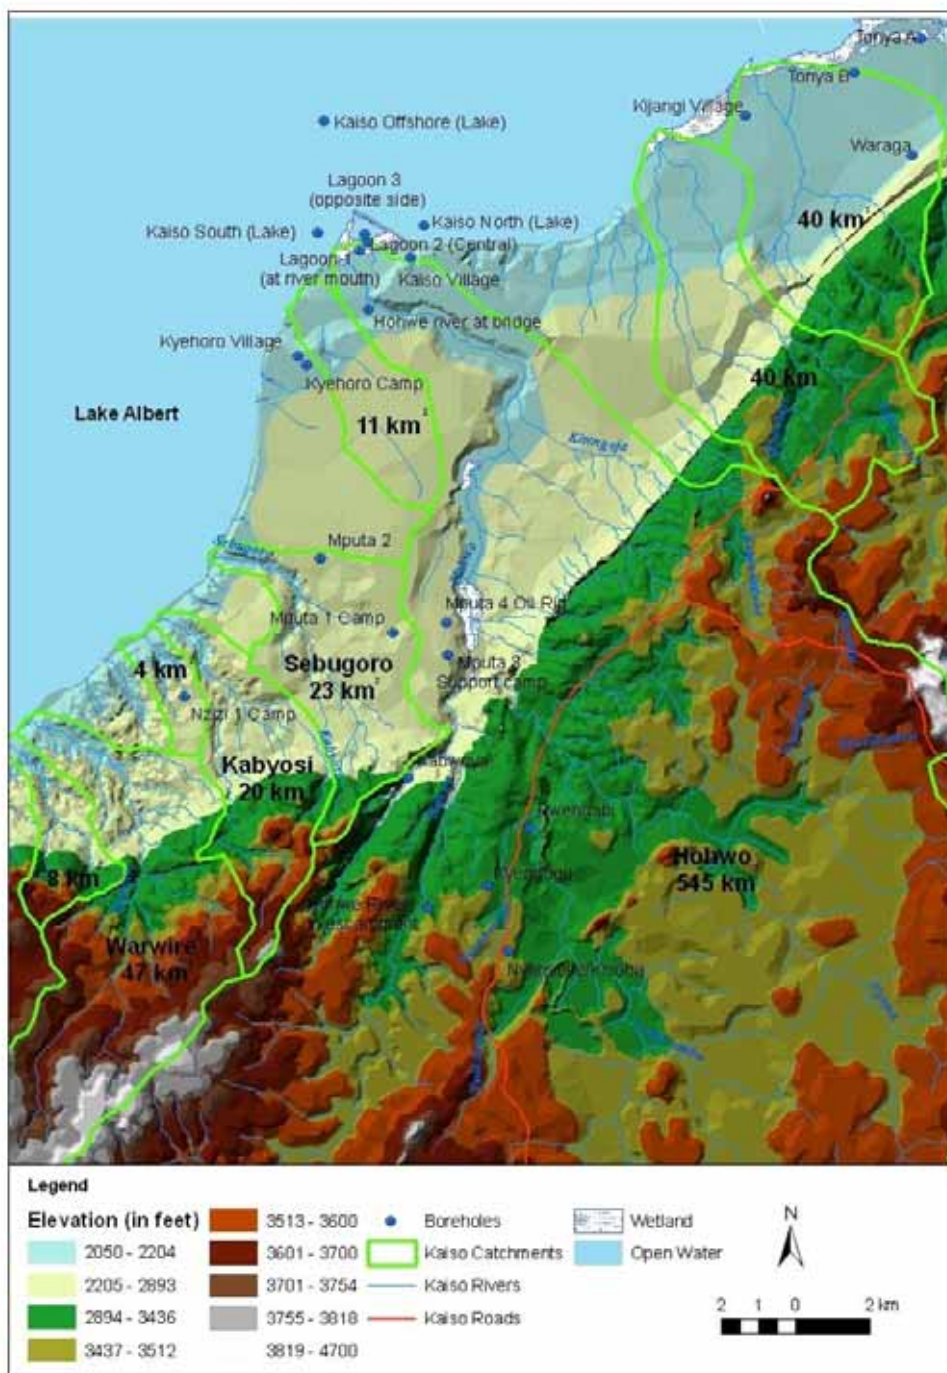 Tonya A
Tonya B
Kijangi Village
Kaiso Offshore (Lake)
Waraga
Lagoon 3
(opposite side)
40 km²
Kaiso North (Lake)
Kaiso South (Lake)
Lagoon 2 (Central)
Lagoon 1
(at river mouth)
Kaiso Village
Hohwe river at bridge
Kyehoro Village
Kyehoro Camp
40 km
Lake Albert
11 km²
Mputa 2
Mputa 4 Oil Rig
Mputa 1 Camp
Sebugoro
23 km²
Mputa 3
Support camp
4 km
Nzizi 1 Camp
Kabyosi
20 km
Hohwo
545 km
8 km
Warwire
47 km
Legend
Elevation (in feet)
2050 - 2204
2205 - 2893
2894 - 3436
3437 - 3512
3513 - 3600
3601 - 3700
3701 - 3754
3755 - 3818
3819 - 4700
Boreholes
Kaiso Catchments
Kaiso Rivers
Kaiso Roads
Wetland
Open Water
N
2 1 0 2 km